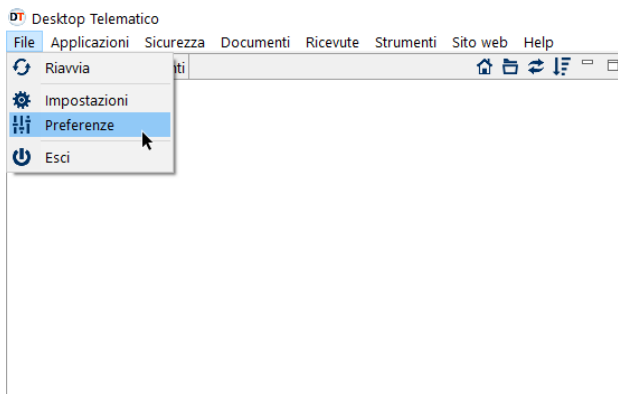 DT Desktop Telematico
File Applicazioni Sicurezza Documenti Ricevute Strumenti Sito web Help
Riavvia
Impostazioni
Preferenze
Esci